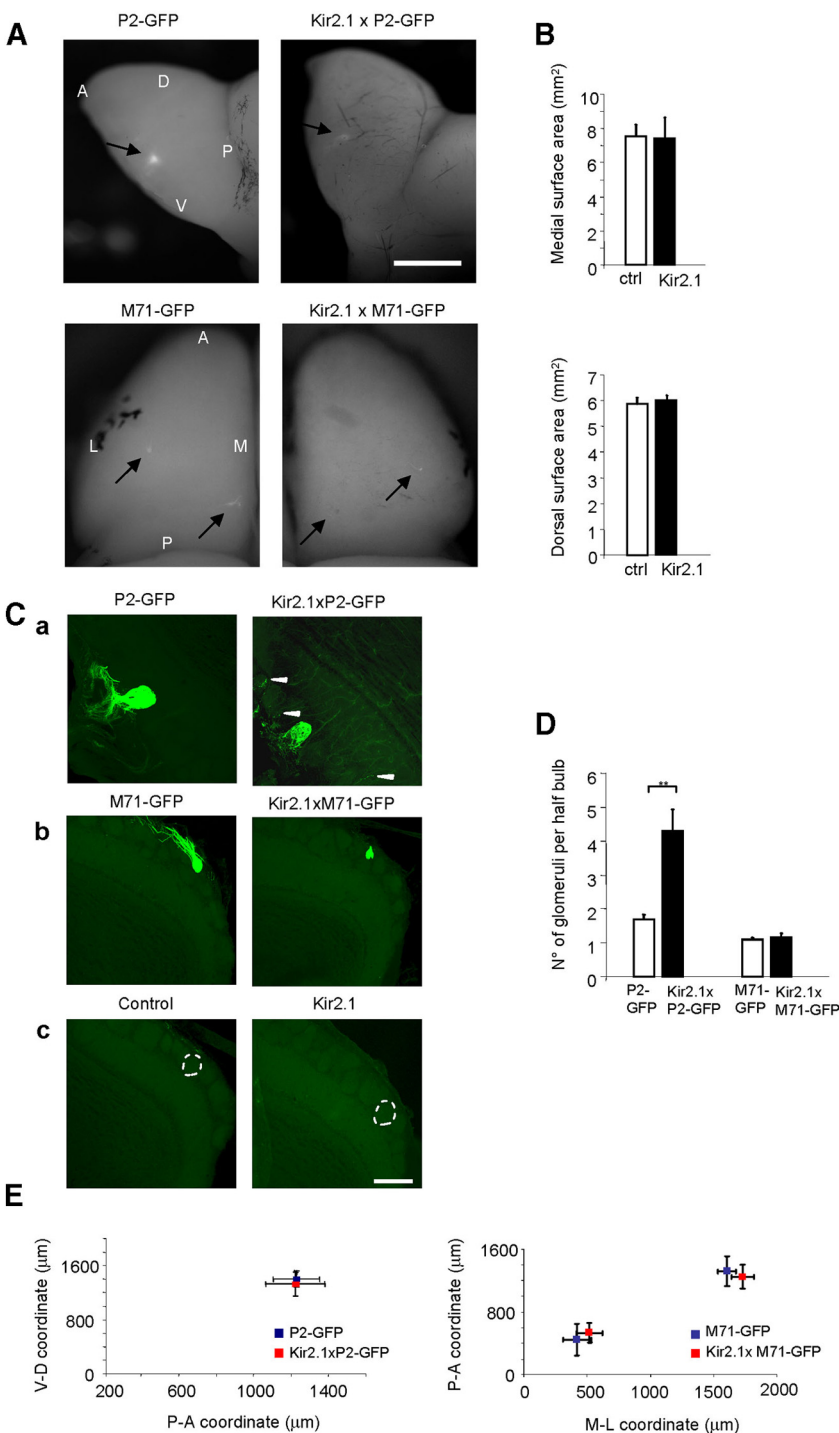 A
P2-GFP
Kir2.1 x P2-GFP
A
D
P
V
M71-GFP
Kir2.1 x M71-GFP
A
L
M
P
B
Medial surface area (mm²)
10
8
6
4
2
0
ctrl
Kir2.1
Dorsal surface area (mm²)
7
6
5
4
3
2
1
0
ctrl
Kir2.1
C
a
P2-GFP
Kir2.1xP2-GFP
b
M71-GFP
Kir2.1xM71-GFP
c
Control
Kir2.1
D
N° of glomeruli per half bulb
6
5
4
3
2
1
0
**
P2-
GFP
Kir2.1x
P2-GFP
M71-
GFP
Kir2.1x
M71-GFP
E
V-D coordinate (μm)
1600
800
400
0
200
600
1000
1400
P2-GFP
Kir2.1xP2-GFP
P-A coordinate (μm)
P-A coordinate (μm)
1600
800
400
0
0
500
1000
1500
2000
M71-GFP
Kir2.1x M71-GFP
M-L coordinate (μm)